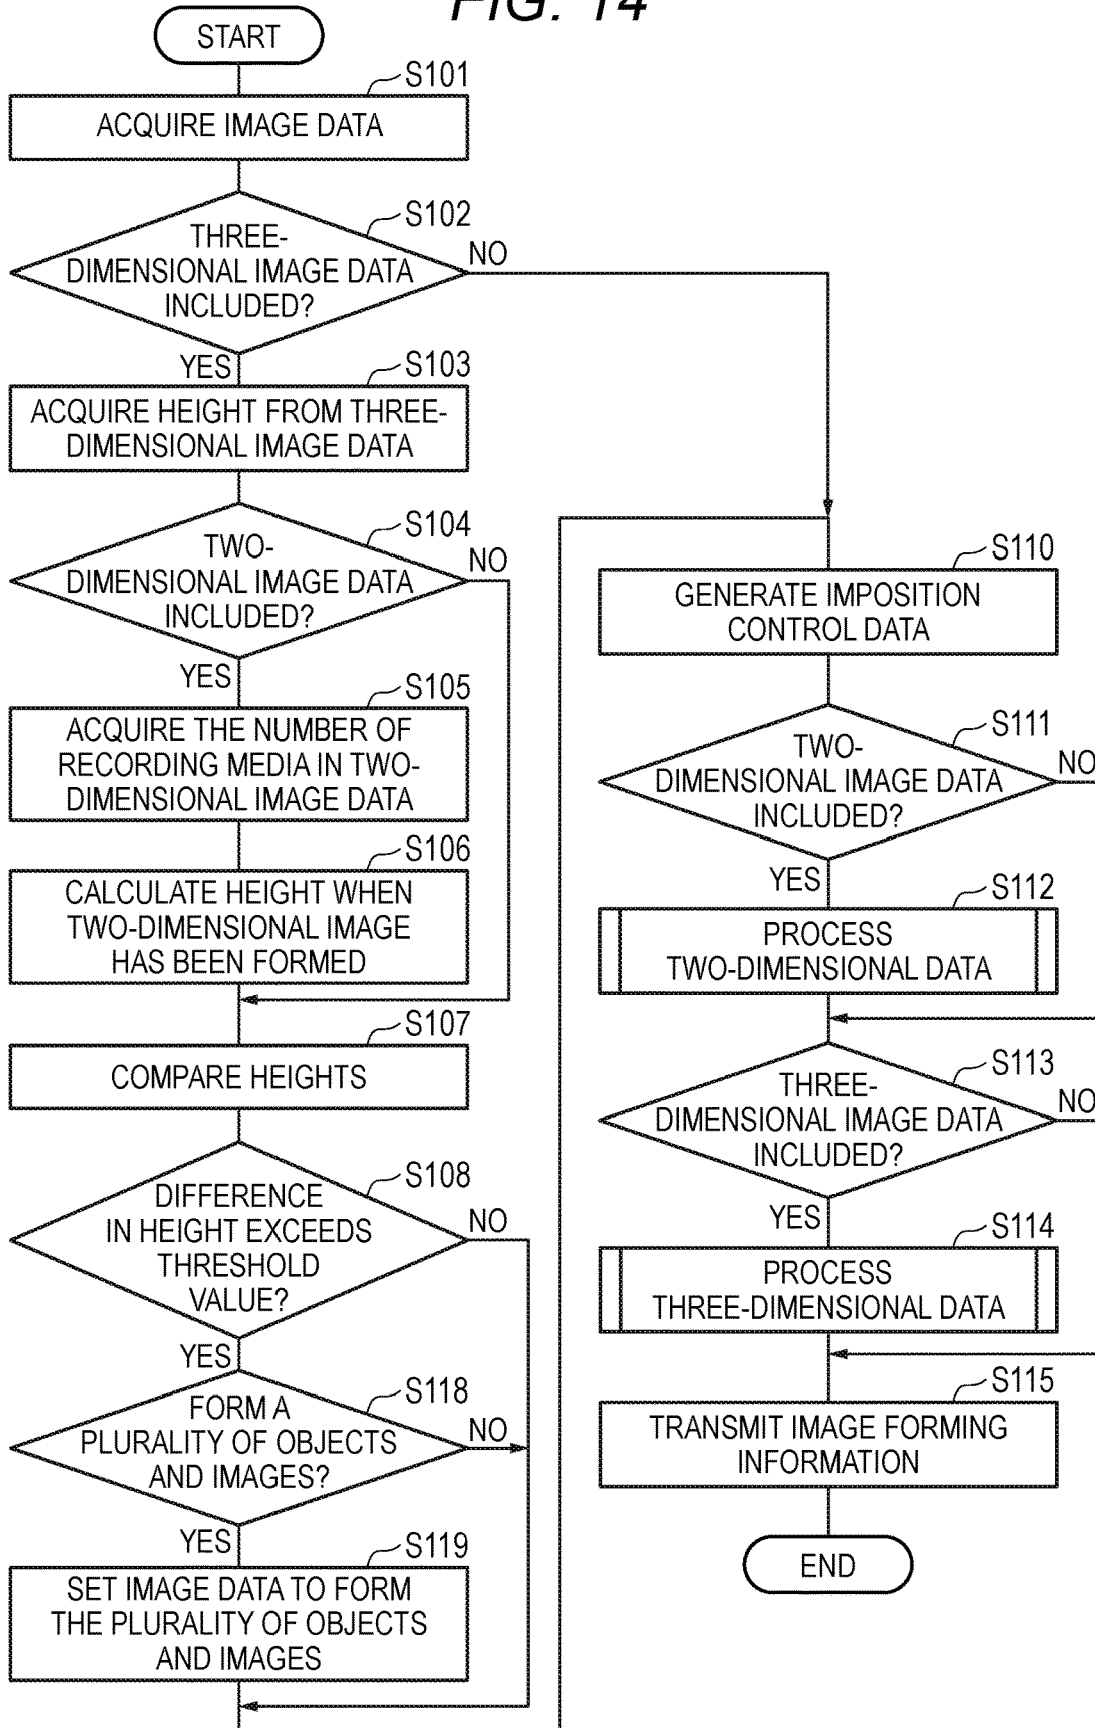 FIG. 14
START
S101
ACQUIRE IMAGE DATA
S102
THREE-
DIMENSIONAL IMAGE DATA
INCLUDED?
NO
YES
S103
ACQUIRE HEIGHT FROM THREE-
DIMENSIONAL IMAGE DATA
S104
TWO-
DIMENSIONAL IMAGE DATA
INCLUDED?
NO
YES
S105
ACQUIRE THE NUMBER OF
RECORDING MEDIA IN TWO-
DIMENSIONAL IMAGE DATA
S106
CALCULATE HEIGHT WHEN
TWO-DIMENSIONAL IMAGE
HAS BEEN FORMED
S107
COMPARE HEIGHTS
S108
DIFFERENCE
IN HEIGHT EXCEEDS
THRESHOLD
VALUE?
NO
YES
S118
FORM A
PLURALITY OF OBJECTS
AND IMAGES?
NO
YES
S119
SET IMAGE DATA TO FORM
THE PLURALITY OF OBJECTS
AND IMAGES
S110
GENERATE IMPOSITION
CONTROL DATA
S111
TWO-
DIMENSIONAL IMAGE DATA
INCLUDED?
NO
YES
S112
PROCESS
TWO-DIMENSIONAL DATA
S113
THREE-
DIMENSIONAL IMAGE DATA
INCLUDED?
NO
YES
S114
PROCESS
THREE-DIMENSIONAL DATA
S115
TRANSMIT IMAGE FORMING
INFORMATION
END